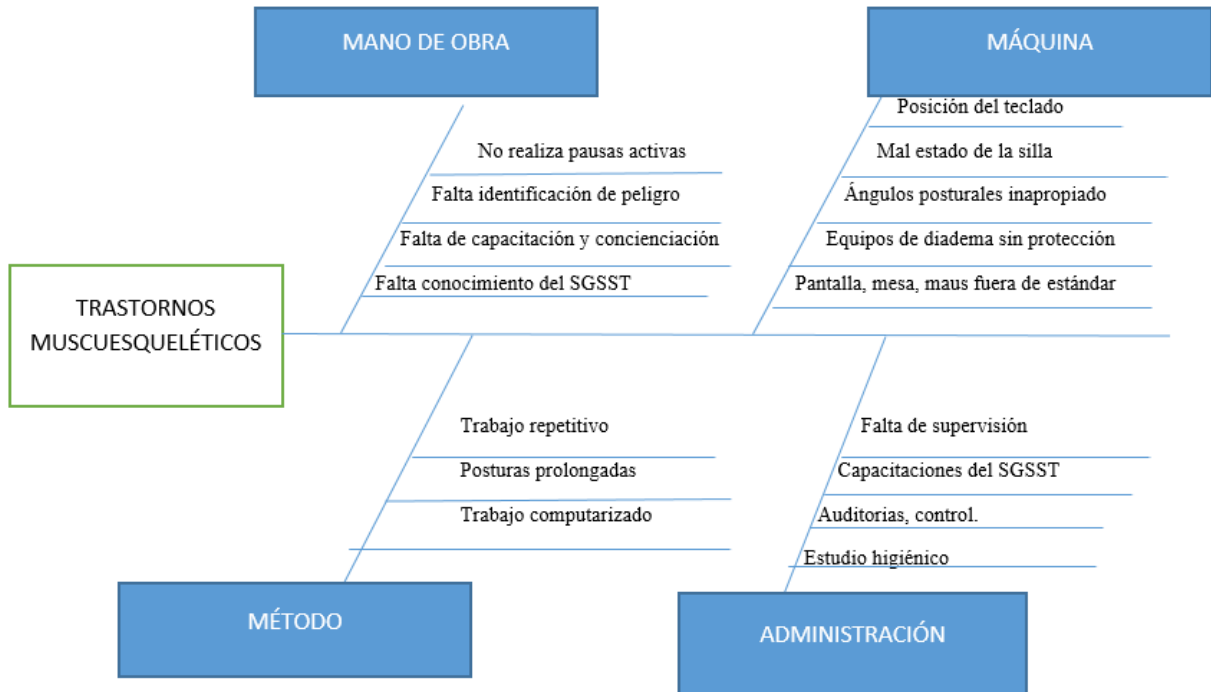 MANO DE OBRA
MÁQUINA
No realiza pausas activas
Falta identificación de peligro
Falta de capacitación y concienciación
Falta conocimiento del SGSST
Posición del teclado
Mal estado de la silla
Ángulos posturales inapropiado
Equipos de diadema sin protección
Pantalla, mesa, maus fuera de estándar
TRASTORNOS
MUSCUESQUELÉTICOS
Trabajo repetitivo
Posturas prolongadas
Trabajo computarizado
Falta de supervisión
Capacitaciones del SGSST
Auditorias, control.
Estudio higiénico
MÉTODO
ADMINISTRACIÓN